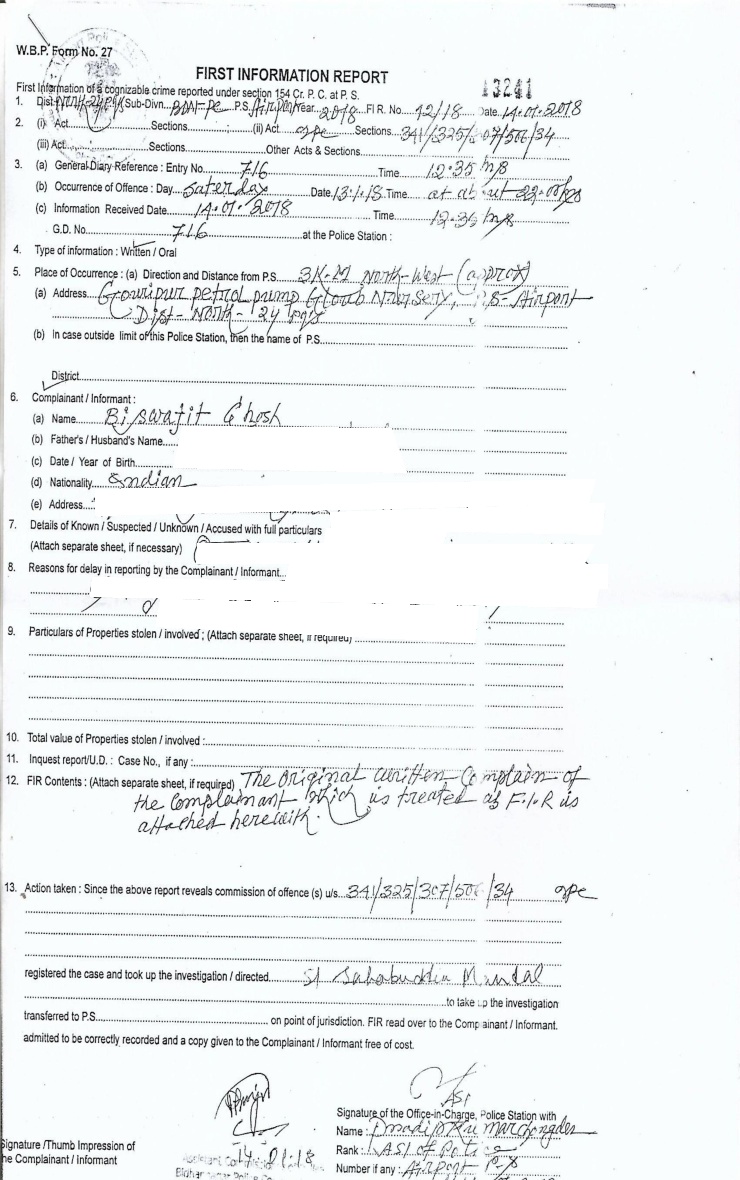 W.B.P. Form No. 27
FIRST INFORMATION REPORT
13241
First Information of a cognizable crime reported under section 154 Cr. P. C. at P. S.
1. Dist. North-24 Pgs Sub-Divn. P.S. Airport Year 2018 FIR. No. 12/18 Date 14.01.2018
2. (i) Act Sections (ii) Act IPC Sections 341/325/307/506/34
(iii) Act Sections Other Acts & Sections
3. (a) General Diary Reference : Entry No. 716 Time 12:35 hrs
(b) Occurrence of Offence : Day Saterday Date 13.1.18 Time at about 22.00 hrs
(c) Information Received Date 14.01.2018 Time 12.35 hrs
G.D. No. 716 at the Police Station :
4. Type of information : Written / Oral
5. Place of Occurrence : (a) Direction and Distance from P.S. 3 K.M North-West (approx)
(a) Address Gouripur petrol pump Nursery, P.S- Airport
Dist- North- 24 pgs
(b) In case outside limit of this Police Station, then the name of P.S.
District
6. Complainant / Informant :
(a) Name Biswajit Ghosh
(b) Father's / Husband's Name
(c) Date / Year of Birth
(d) Nationality Indian
(e) Address
7. Details of Known / Suspected / Unknown / Accused with full particulars
(Attach separate sheet, if necessary)
8. Reasons for delay in reporting by the Complainant / Informant
9. Particulars of Properties stolen / involved ; (Attach separate sheet, if required)
10. Total value of Properties stolen / involved :
11. Inquest report/U.D. : Case No., if any :
12. FIR Contents : (Attach separate sheet, if required) The original written Complain of
the Complainant which is treated as F.I.R is
attached herewith.
13. Action taken : Since the above report reveals commission of offence (s) u/s. 341/325/307/506/34 IPC
registered the case and took up the investigation / directed SI Sahabuddin Mondal
to take up the investigation
transferred to P.S. on point of jurisdiction. FIR read over to the Complainant / Informant.
admitted to be correctly recorded and a copy given to the Complainant / Informant free of cost.
ASI
Signature of the Office-in-Charge, Police Station with
Name :
Signature /Thumb Impression of
the Complainant / Informant
14.01.18
Rank : ASI of Police
Number if any : Airport P.S